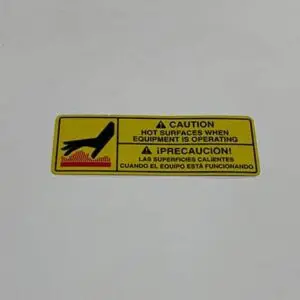 CAUTION
HOT SURFACES WHEN
EQUIPMENT IS OPERATING
¡PRECAUCIÓN!
LAS SUPERFICIES CALIENTES
CUANDO EL EQUIPO ESTÁ FUNCIONANDO